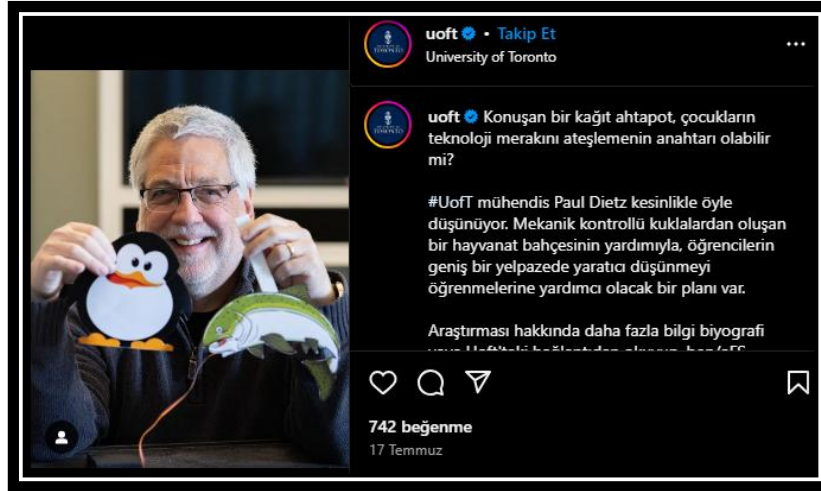 uoft • Takip Et
University of Toronto
uoft Konuşan bir kağıt ahtapot, çocukların
teknoloji merakını ateşlemenin anahtarı olabilir
mi?
#UofT mühendis Paul Dietz kesinlikle öyle
düşünüyor. Mekanik kontrollü kuklalardan oluşan
bir hayvanat bahçesinin yardımıyla, öğrencilerin
geniş bir yelpazede yaratıcı düşünmeyi
öğrenmelerine yardımcı olacak bir planı var.
Araştırması hakkında daha fazla bilgi biyografi
742 beğenme
17 Temmuz